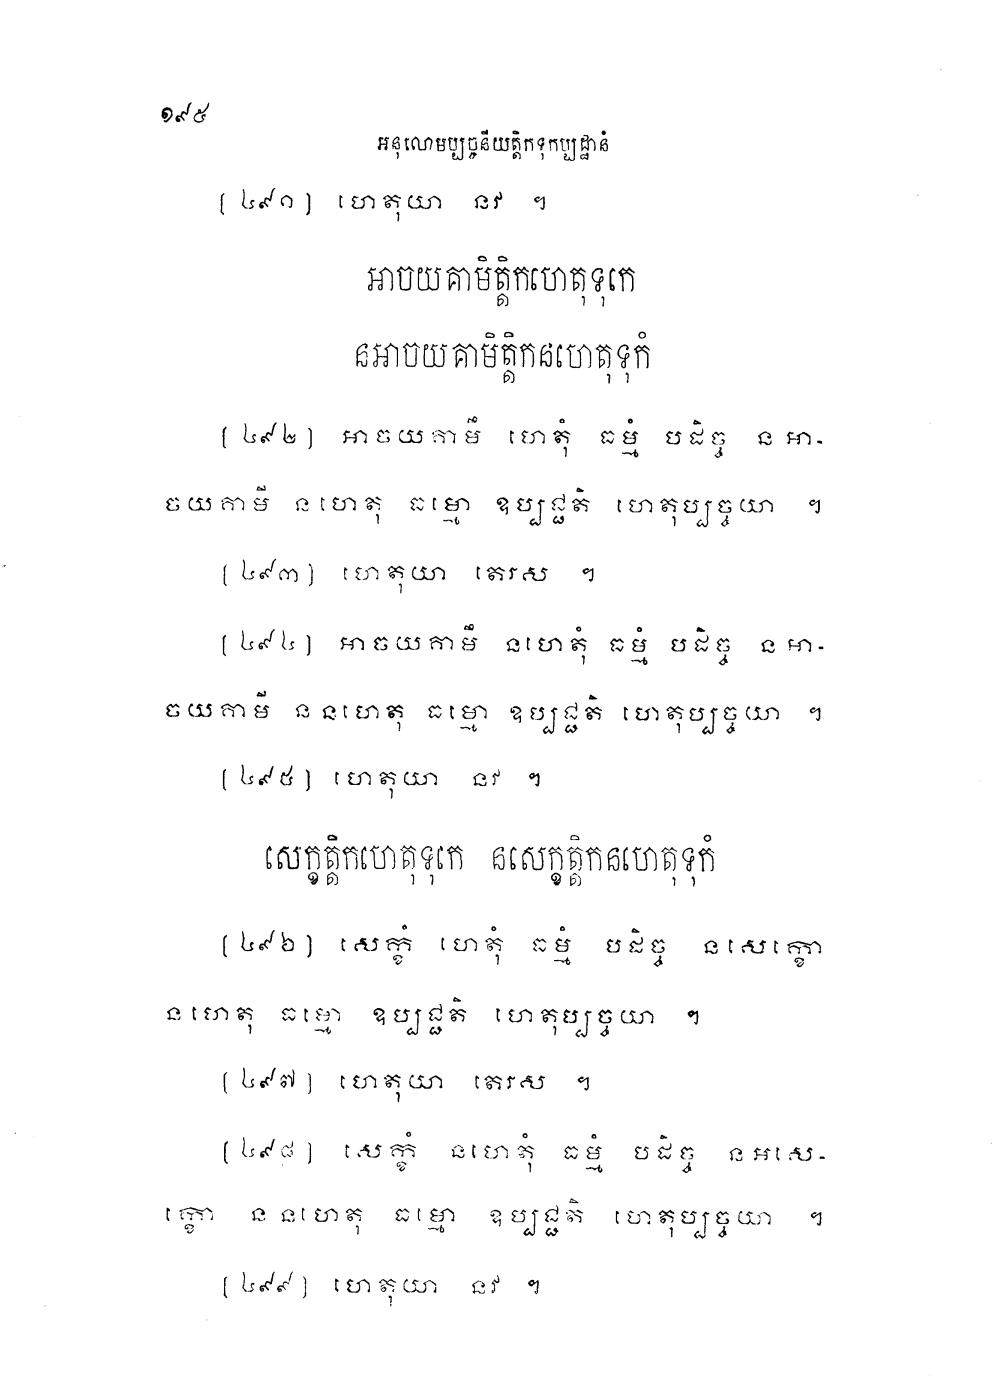 ១៩៥
អនុលោមប្បច្ចនីយត្តិកទុកប្បដ្ឋានំ
[៤៩១] ហេតុយា នវ ។
អាចយគាមិត្តិកហេតុទុកេ
នអាចយគាមិត្តិកនហេតុទុកំ
[៤៩២] អាចយគាមឹ ហេតុំ ធម្មំ បដិច្ច នអា-
ចយគាមី នហេតុ ធម្មោ ឧប្បជ្ជតិ ហេតុប្បច្ចយា ។
[៤៩៣] ហេតុយា តេរស ។
[៤៩៤] អាចយគាមឹ នហេតុំ ធម្មំ បដិច្ច នអា-
ចយគាមី ននហេតុ ធម្មោ ឧប្បជ្ជតិ ហេតុប្បច្ចយា ។
[៤៩៥] ហេតុយា នវ ។
សេក្ខត្តិកហេតុទុកេ នសេក្ខត្តិកនហេតុទុកំ
[៤៩៦] សេក្ខំ ហេតុំ ធម្មំ បដិច្ច នសេក្ខោ
នហេតុ ធម្មោ ឧប្បជ្ជតិ ហេតុប្បច្ចយា ។
[៤៩៧] ហេតុយា តេរស ។
[៤៩៨] សេក្ខំ នហេតុំ ធម្មំ បដិច្ច នអសេ-
ក្ខោ ននហេតុ ធម្មោ ឧប្បជ្ជតិ ហេតុប្បច្ចយា ។
[៤៩៩] ហេតុយា នវ ។